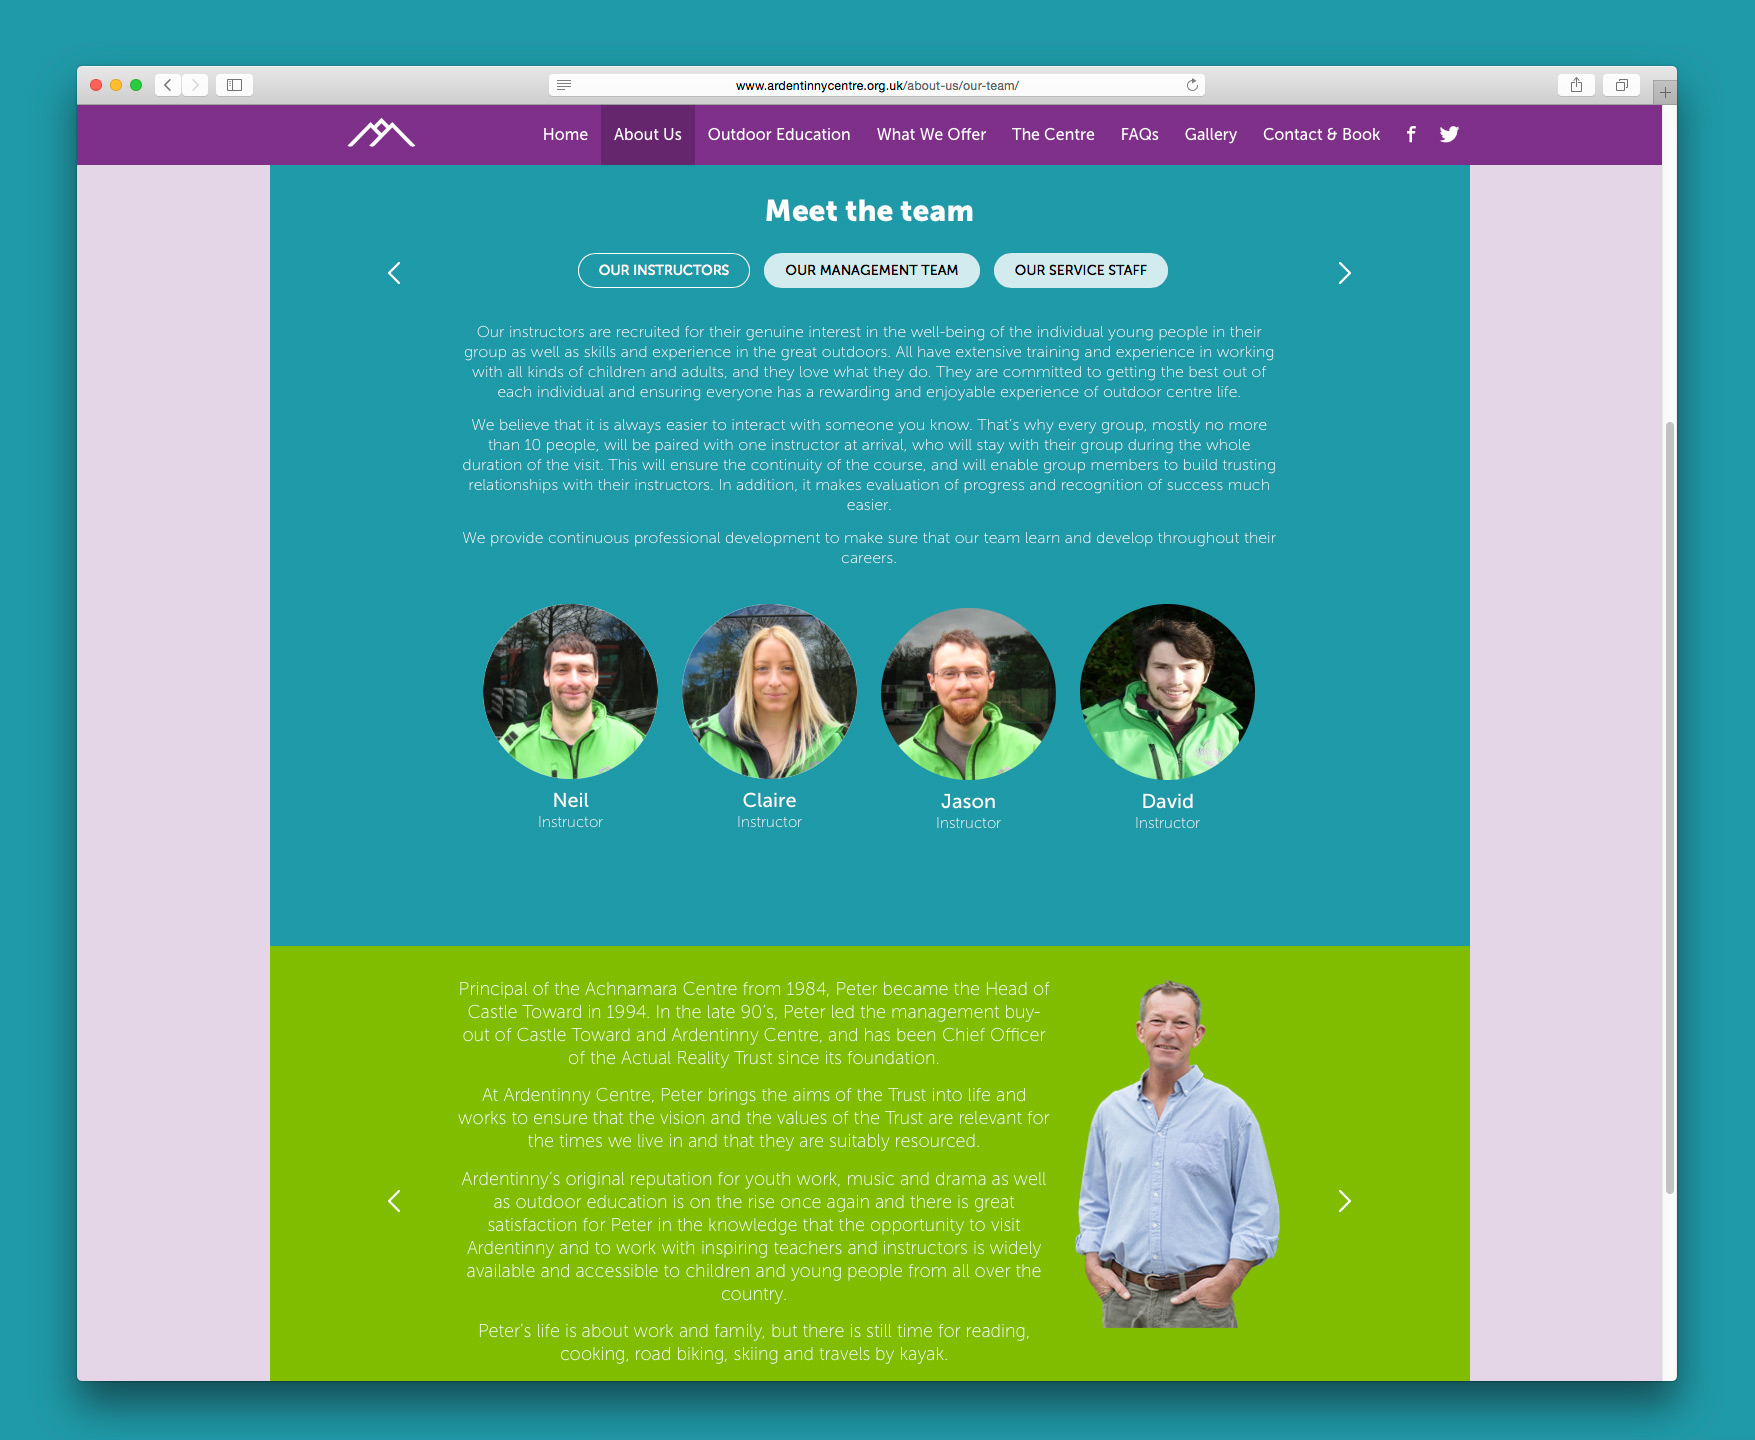 www.ardentinnycentre.org.uk/about-us/our-team/
Home About Us Outdoor Education What We Offer The Centre FAQs Gallery Contact & Book
Meet the team
OUR INSTRUCTORS OUR MANAGEMENT TEAM OUR SERVICE STAFF
Our instructors are recruited for their genuine interest in the well-being of the individual young people in their
group as well as skills and experience in the great outdoors. All have extensive training and experience in working
with all kinds of children and adults, and they love what they do. They are committed to getting the best out of
each individual and ensuring everyone has a rewarding and enjoyable experience of outdoor centre life.
We believe that it is always easier to interact with someone you know. That's why every group, mostly no more
than 10 people, will be paired with one instructor at arrival, who will stay with their group during the whole
duration of the visit. This will ensure the continuity of the course, and will enable group members to build trusting
relationships with their instructors. In addition, it makes evaluation of progress and recognition of success much
easier.
We provide continuous professional development to make sure that our team learn and develop throughout their
careers.
Neil Claire Jason David
Instructor Instructor Instructor Instructor
Principal of the Achnamara Centre from 1984, Peter became the Head of
Castle Toward in 1994. In the late 90's, Peter led the management buy-
out of Castle Toward and Ardentinny Centre, and has been Chief Officer
of the Actual Reality Trust since its foundation.
At Ardentinny Centre, Peter brings the aims of the Trust into life and
works to ensure that the vision and the values of the Trust are relevant for
the times we live in and that they are suitably resourced.
Ardentinny's original reputation for youth work, music and drama as well
as outdoor education is on the rise once again and there is great
satisfaction for Peter in the knowledge that the opportunity to visit
Ardentinny and to work with inspiring teachers and instructors is widely
available and accessible to children and young people from all over the
country.
Peter's life is about work and family, but there is still time for reading,
cooking, road biking, skiing and travels by kayak.